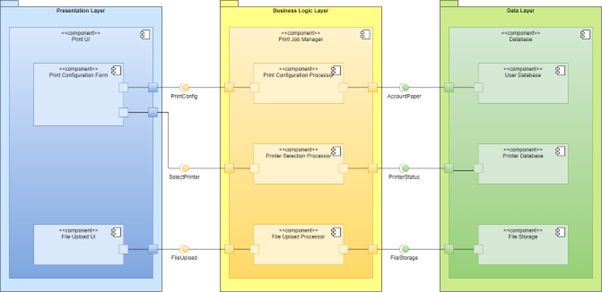 Presentation Layer
<<component>>
Print UI
<<component>>
Print Configuration Form
<<component>>
File Upload UI
PrintConfig
SelectPrinter
FileUpload
Business Logic Layer
<<component>>
Print Job Manager
<<component>>
Print Configuration Processor
<<component>>
Printer Selection Processor
<<component>>
File Upload Processor
AccountPaper
PrinterStatus
FileStorage
Data Layer
<<component>>
Database
<<component>>
User Database
<<component>>
Printer Database
<<component>>
File Storage